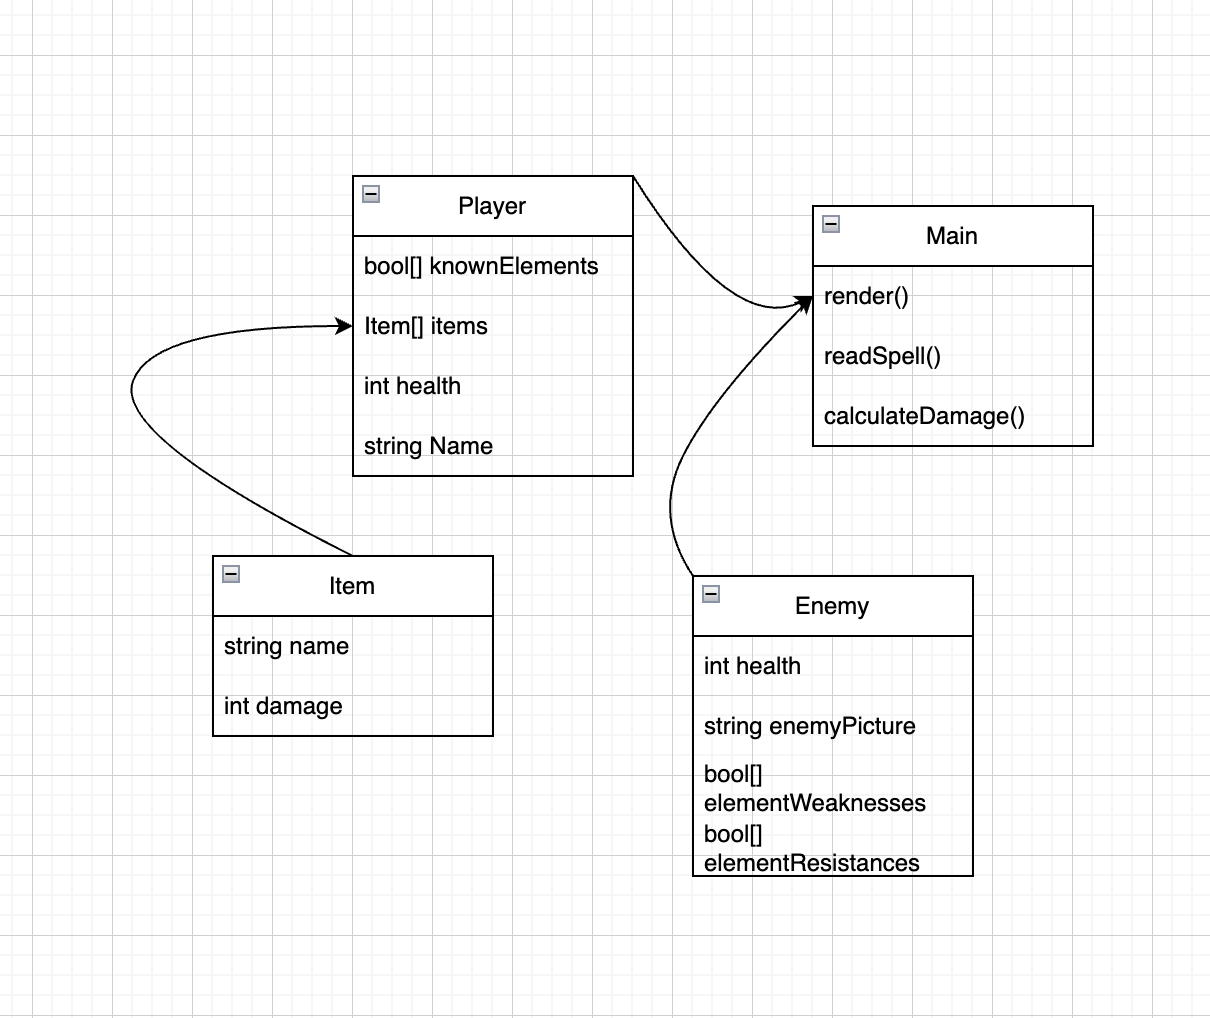 Player
bool[] knownElements
Item[] items
int health
string Name
Main
render()
readSpell()
calculateDamage()
Item
string name
int damage
Enemy
int health
string enemyPicture
bool[]
elementWeaknesses
bool[]
elementResistances